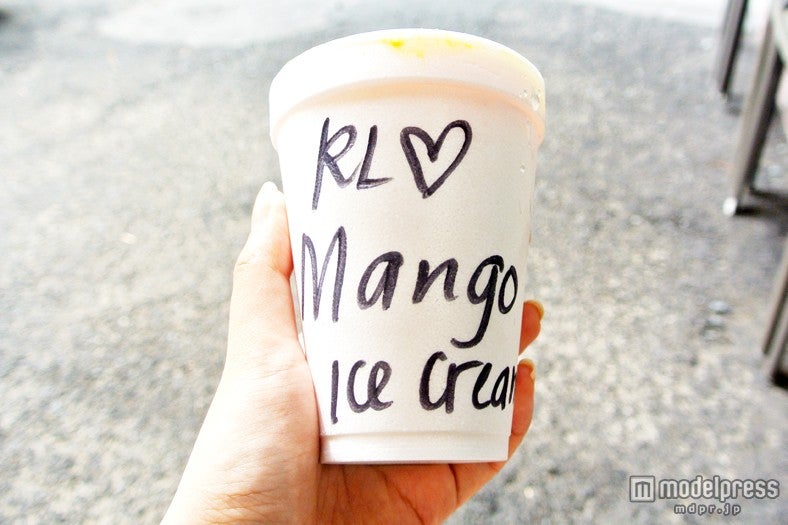 RL♡
Mango
Ice Cream
modelpress
mdpr.jp